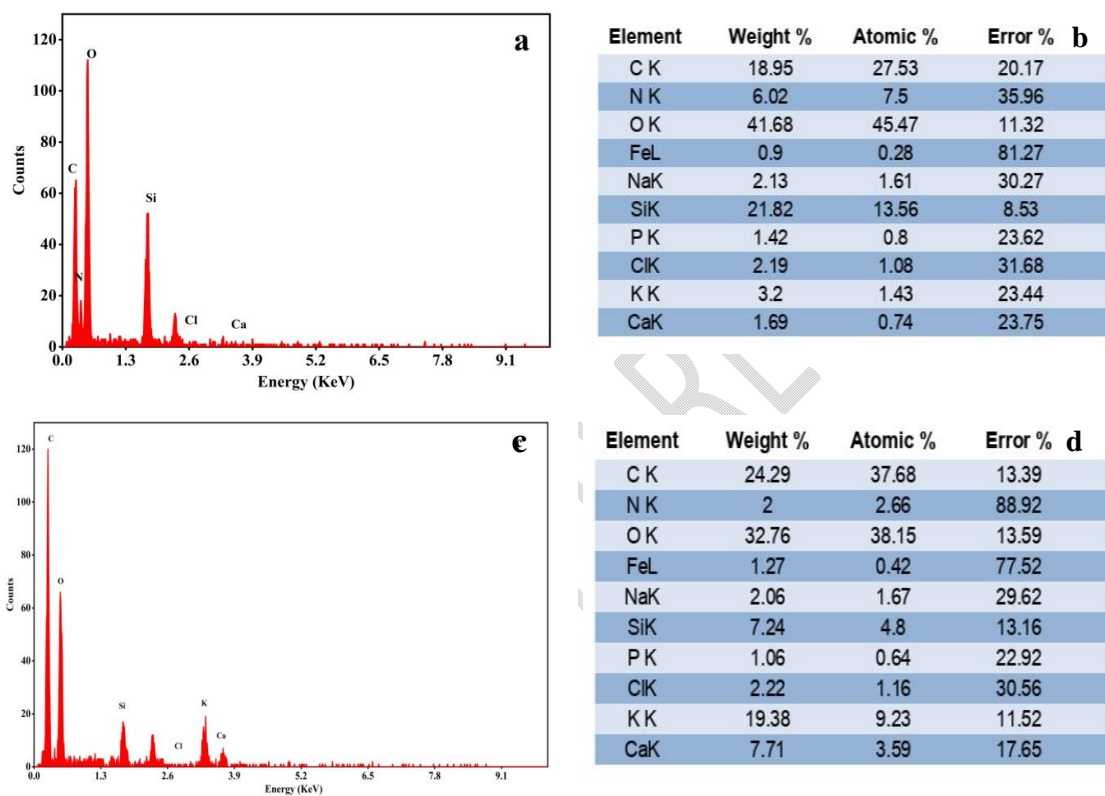 a
120
100
80
60
40
20
0
Counts
O
C
N
Si
Cl
Ca
0.0 1.3 2.6 3.9 5.2 6.5 7.8 9.1
Energy (KeV)
b
Element Weight % Atomic % Error %
C K 18.95 27.53 20.17
N K 6.02 7.5 35.96
O K 41.68 45.47 11.32
FeL 0.9 0.28 81.27
NaK 2.13 1.61 30.27
SiK 21.82 13.56 8.53
P K 1.42 0.8 23.62
ClK 2.19 1.08 31.68
K K 3.2 1.43 23.44
CaK 1.69 0.74 23.75
c
120
100
80
60
40
20
0
Counts
C
O
Si
Cl
K
Ca
0.0 1.3 2.6 3.9 5.2 6.5 7.8 9.1
Energy (KeV)
d
Element Weight % Atomic % Error %
C K 24.29 37.68 13.39
N K 2 2.66 88.92
O K 32.76 38.15 13.59
FeL 1.27 0.42 77.52
NaK 2.06 1.67 29.62
SiK 7.24 4.8 13.16
P K 1.06 0.64 22.92
ClK 2.22 1.16 30.56
K K 19.38 9.23 11.52
CaK 7.71 3.59 17.65